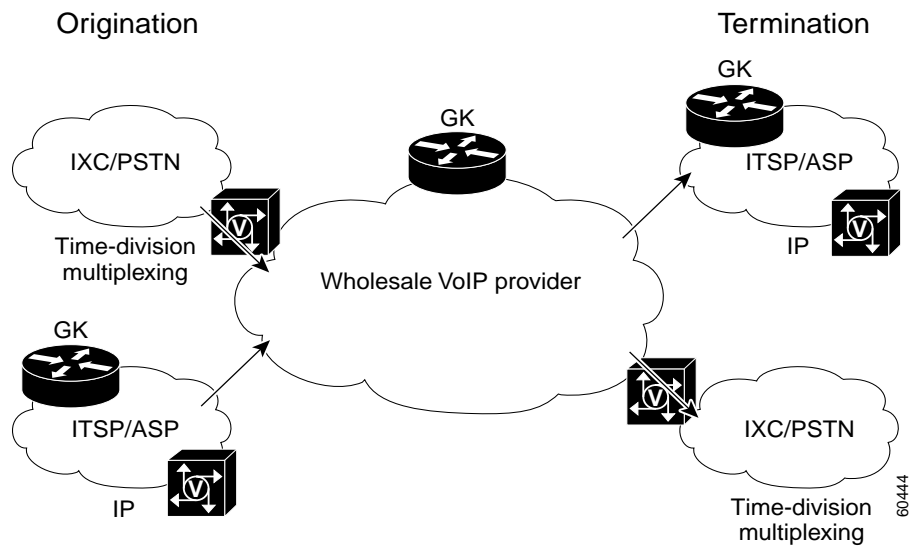 Origination
Termination
GK
GK
IXC/PSTN
ITSP/ASP
V
V
Time-division
multiplexing
IP
Wholesale VoIP provider
GK
V
ITSP/ASP
IXC/PSTN
V
IP
Time-division
multiplexing
60444